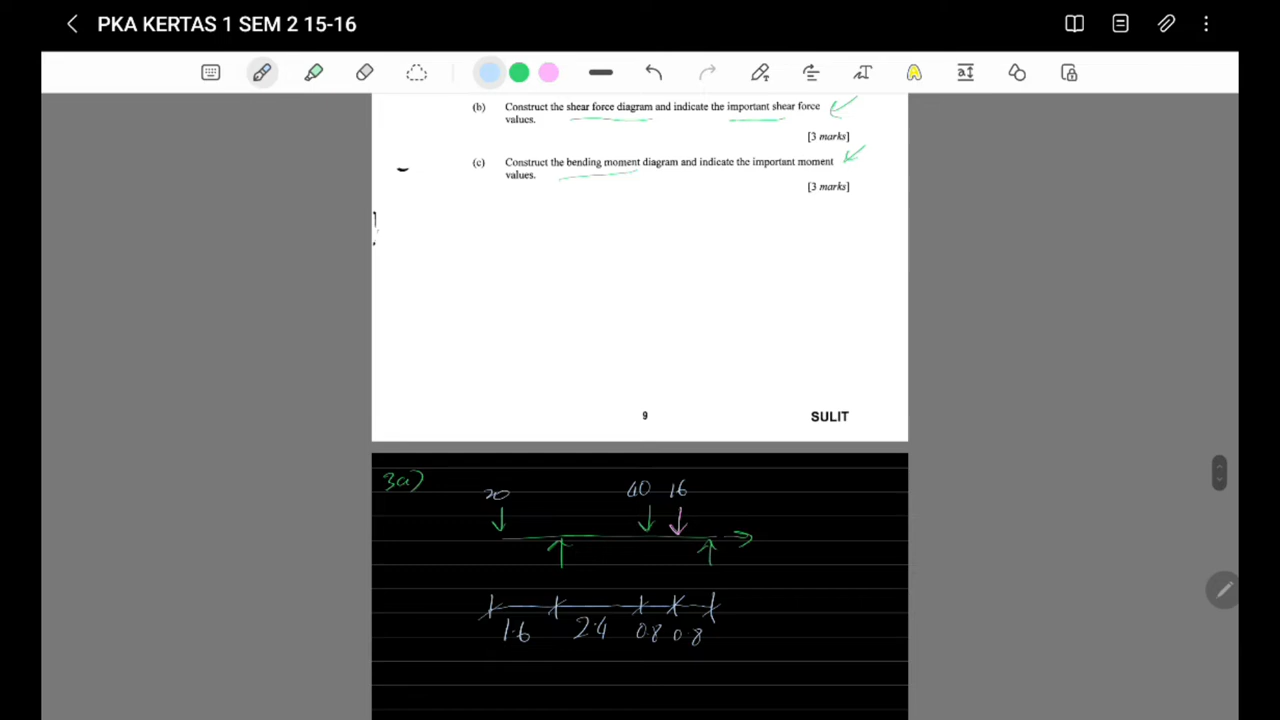 PKA KERTAS 1 SEM 2 15-16
(b) Construct the shear force diagram and indicate the important shear force
values.
[3 marks]
(c) Construct the bending moment diagram and indicate the important moment
values.
[3 marks]
9 SULIT
3a)
20 40 16
1.6 2.4 0.8 0.8